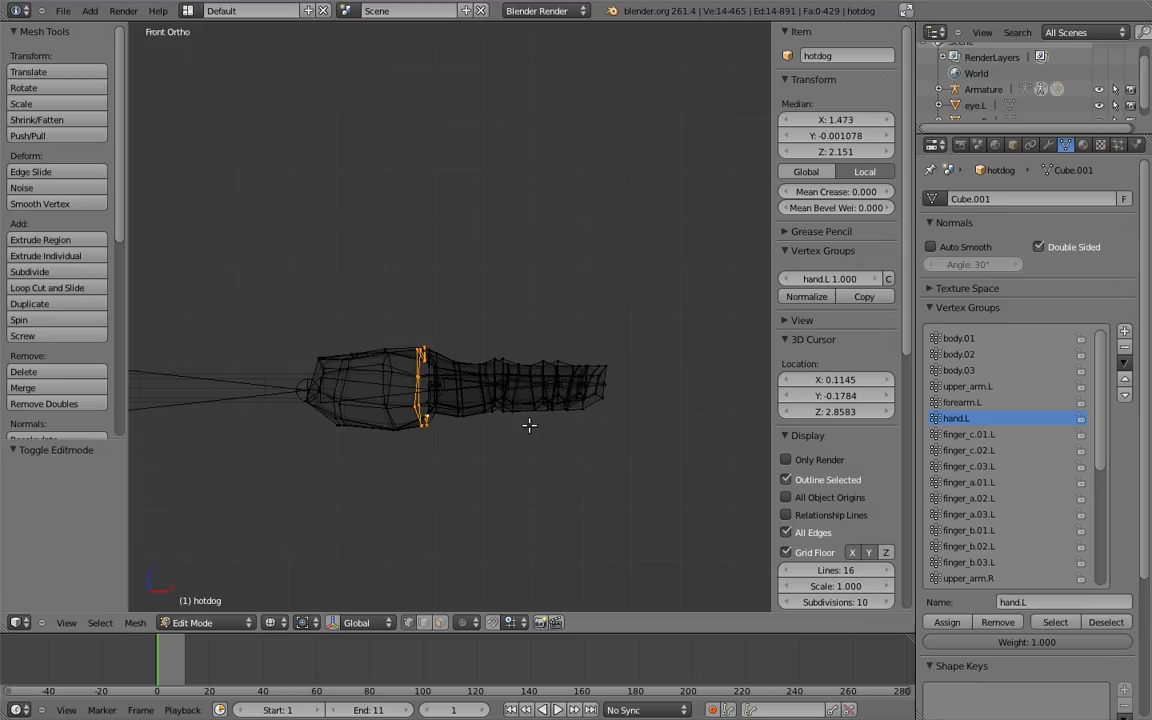 File Add Render Help Default Scene Blender Render blender.org 261.4 | Ve:14-465 | Ed:14-891 | Fa:0-429 | hotdog
Mesh Tools
Transform:
Translate
Rotate
Scale
Shrink/Fatten
Push/Pull
Deform:
Edge Slide
Noise
Smooth Vertex
Add:
Extrude Region
Extrude Individual
Subdivide
Loop Cut and Slide
Duplicate
Spin
Screw
Remove:
Delete
Merge
Remove Doubles
Normals:
Toggle Editmode
Front Ortho
(1) hotdog
Item
hotdog
Transform
Median:
X: 1.473
Y: -0.001078
Z: 2.151
Global Local
Mean Crease: 0.000
Mean Bevel Wei: 0.000
Grease Pencil
Vertex Groups
hand.L 1.000 C
Normalize Copy
View
3D Cursor
Location:
X: 0.1145
Y: -0.1784
Z: 2.8583
Display
Only Render
Outline Selected
All Object Origins
Relationship Lines
All Edges
Grid Floor X Y Z
Lines: 16
Scale: 1.000
Subdivisions: 10
View Search All Scenes
RenderLayers
World
Armature
eye.L
hotdog Cube.001
Cube.001 F
Normals
Auto Smooth Double Sided
Angle: 30°
Texture Space
Vertex Groups
body.01
body.02
body.03
upper_arm.L
forearm.L
hand.L
finger_c.01.L
finger_c.02.L
finger_c.03.L
finger_a.01.L
finger_a.02.L
finger_a.03.L
finger_b.01.L
finger_b.02.L
finger_b.03.L
upper_arm.R
Name: hand.L
Assign Remove Select Deselect
Weight: 1.000
Shape Keys
View Select Mesh Edit Mode Global
-40 -20 0 20 40 60 80 100 120 140 160 180 200 220 240 260 280
View Marker Frame Playback Start: 1 End: 11 1 No Sync